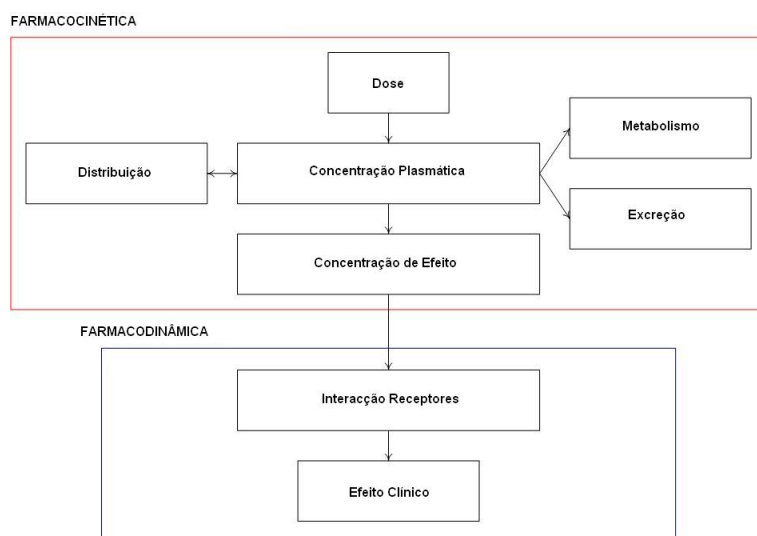 FARMACOCINÉTICA
Dose
Metabolismo
Distribuição
Concentração Plasmática
Excreção
Concentração de Efeito
FARMACODINÂMICA
Interacção Receptores
Efeito Clínico